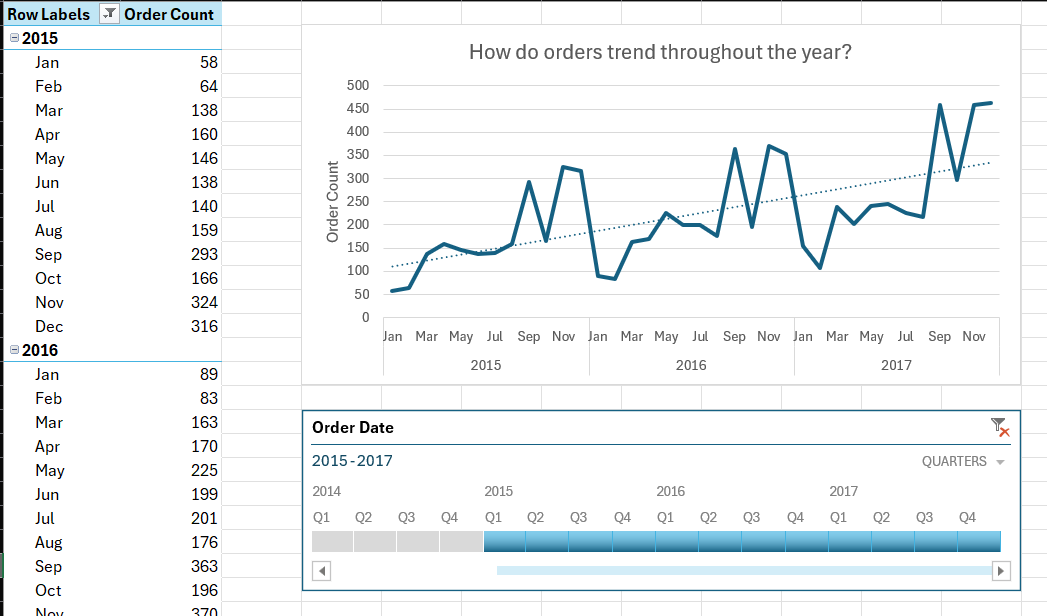 Row Labels Order Count
2015
Jan 58
Feb 64
Mar 138
Apr 160
May 146
Jun 138
Jul 140
Aug 159
Sep 293
Oct 166
Nov 324
Dec 316
2016
Jan 89
Feb 83
Mar 163
Apr 170
May 225
Jun 199
Jul 201
Aug 176
Sep 363
Oct 196
Nov 370
How do orders trend throughout the year?
Order Count
500
450
400
350
300
250
200
150
100
50
0
Jan Mar May Jul Sep Nov Jan Mar May Jul Sep Nov Jan Mar May Jul Sep Nov
2015 2016 2017
Order Date
2015 - 2017 QUARTERS
2014 2015 2016 2017
Q1 Q2 Q3 Q4 Q1 Q2 Q3 Q4 Q1 Q2 Q3 Q4 Q1 Q2 Q3 Q4